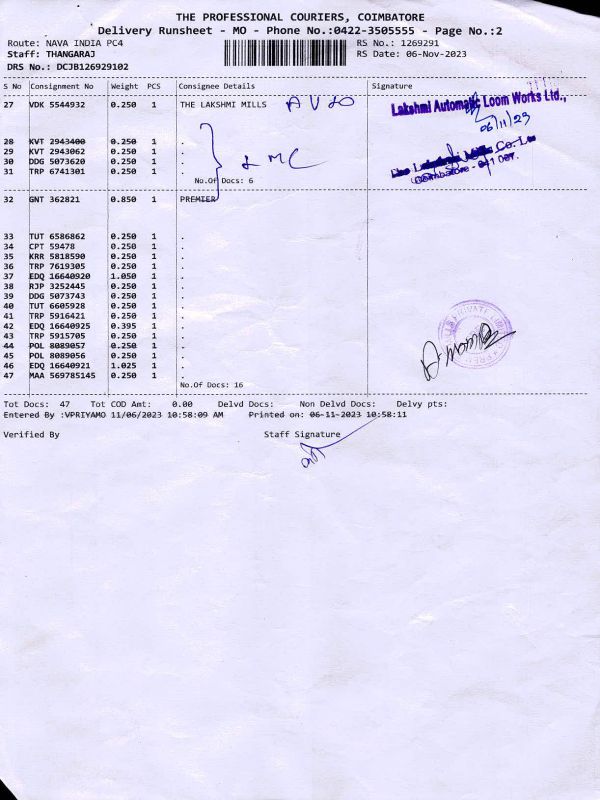 THE PROFESSIONAL COURIERS, COIMBATORE
Delivery Runsheet - MO - Phone No.:0422-3505555 - Page No.:2
Route: NAVA INDIA PC4 RS No.: 1269291
Staff: THANGARAJ RS Date: 06-Nov-2023
DRS No.: DCJB126929102
S No Consignment No Weight PCS Consignee Details Signature
27 VDK 5544932 0.250 1 THE LAKSHMI MILLS
Lakshmi Automatic Loom Works Ltd.,
06/11/23
28 KVT 2943400 0.250 1 .
29 KVT 2943062 0.250 1 .
30 DDG 5073620 0.250 1 . LMC
31 TRP 6741301 0.250 1 .
Coimbatore - 641 037.
No.Of Docs: 6
32 GNT 362821 0.850 1 PREMIER
33 TUT 6586862 0.250 1 .
34 CPT 59478 0.250 1 .
35 KRR 5818590 0.250 1 .
36 TRP 7619305 0.250 1 .
37 EDQ 16640920 1.050 1 .
38 RJP 3252445 0.250 1 .
39 DDG 5073743 0.250 1 .
40 TUT 6605928 0.250 1 .
41 TRP 5916421 0.250 1 .
42 EDQ 16640925 0.395 1 .
43 TRP 5915705 0.250 1 .
44 POL 8089057 0.250 1 .
45 POL 8089056 0.250 1 .
46 EDQ 16640921 1.025 1 .
47 MAA 569785145 0.250 1 .
No.Of Docs: 16
Tot Docs: 47 Tot COD Amt: 0.00 Delvd Docs: Non Delvd Docs: Delvy pts:
Entered By :VPRIYAMO 11/06/2023 10:58:09 AM Printed on: 06-11-2023 10:58:11
Verified By Staff Signature